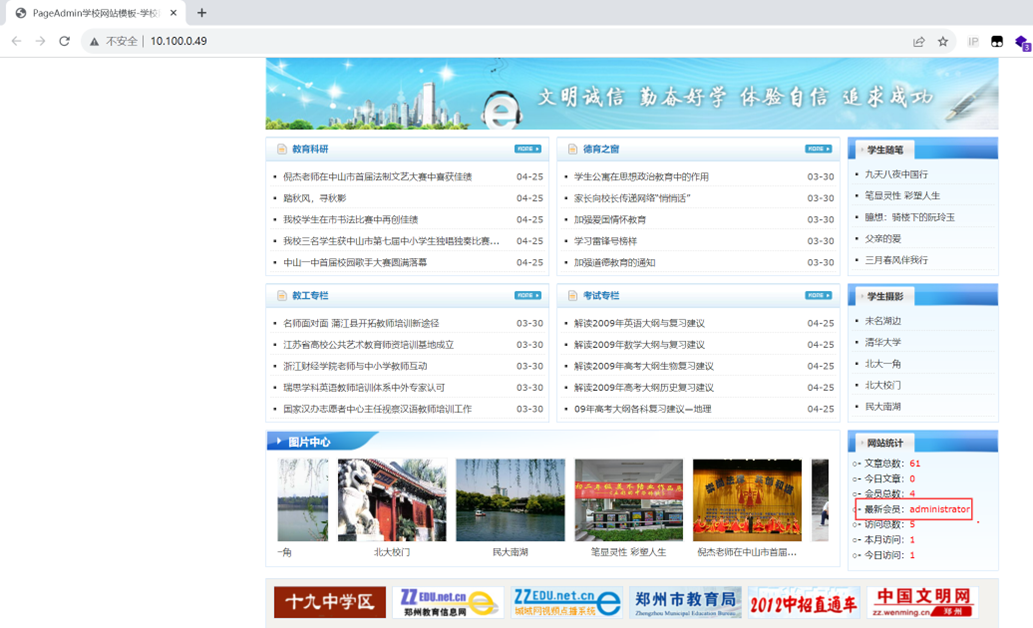 PageAdmin学校网站模板-学校
不安全 10.100.0.49
IP
3
文明诚信 勤奋好学 体验自信 追求成功
教育科研 MORE
倪杰老师在中山市首届法制文艺大赛中喜获佳绩 04-25
踏秋风，寻秋影 04-25
我校学生在市书法比赛中再创佳绩 04-25
我校三名学生获中山市第七届中小学生独唱独奏比赛... 04-25
中山一中首届校园歌手大赛圆满落幕 04-25
德育之窗 MORE
学生公寓在思想政治教育中的作用 03-30
家长向校长传递网络“悄悄话” 03-30
加强爱国情怀教育 03-30
学习雷锋号榜样 03-30
加强道德教育的通知 03-30
学生随笔
九天八夜中国行
笔显灵性 彩塑人生
臆想：骑楼下的阮玲玉
父亲的爱
三月春风伴我行
教工专栏 MORE
名师面对面 蒲江县开拓教师培训新途径 03-30
江苏省高校公共艺术教育师资培训基地成立 03-30
浙江财经学院老师与中小学教师互动 03-30
瑞思学科英语教师培训体系中外专家认可 03-30
国家汉办志愿者中心主任视察汉语教师培训工作 03-30
考试专栏 MORE
解读2009年英语大纲与复习建议 04-25
解读2009年数学大纲与复习建议 04-25
解读2009年高考大纲生物复习建议 04-25
解读2009年高考大纲历史复习建议 04-25
09年高考大纲各科复习建议—地理 04-25
学生摄影
未名湖边
清华大学
北大一角
北大校门
民大南湖
图片中心
一角
北大校门
民大南湖
笔显灵性 彩塑人生
倪杰老师在中山市首届...
网站统计
文章总数：61
今日文章：0
会员总数：4
最新会员：administrator
访问总数：5
本月访问：1
今日访问：1
十九中学区
ZZEDU.net.cn
郑州教育信息网
ZZEDU.net.cn
城域网视频点播系统
郑州市教育局
Zhengzhou Municipal Education Bureau
2012中招直通车
中国文明网
zz.wenming.cn 郑州